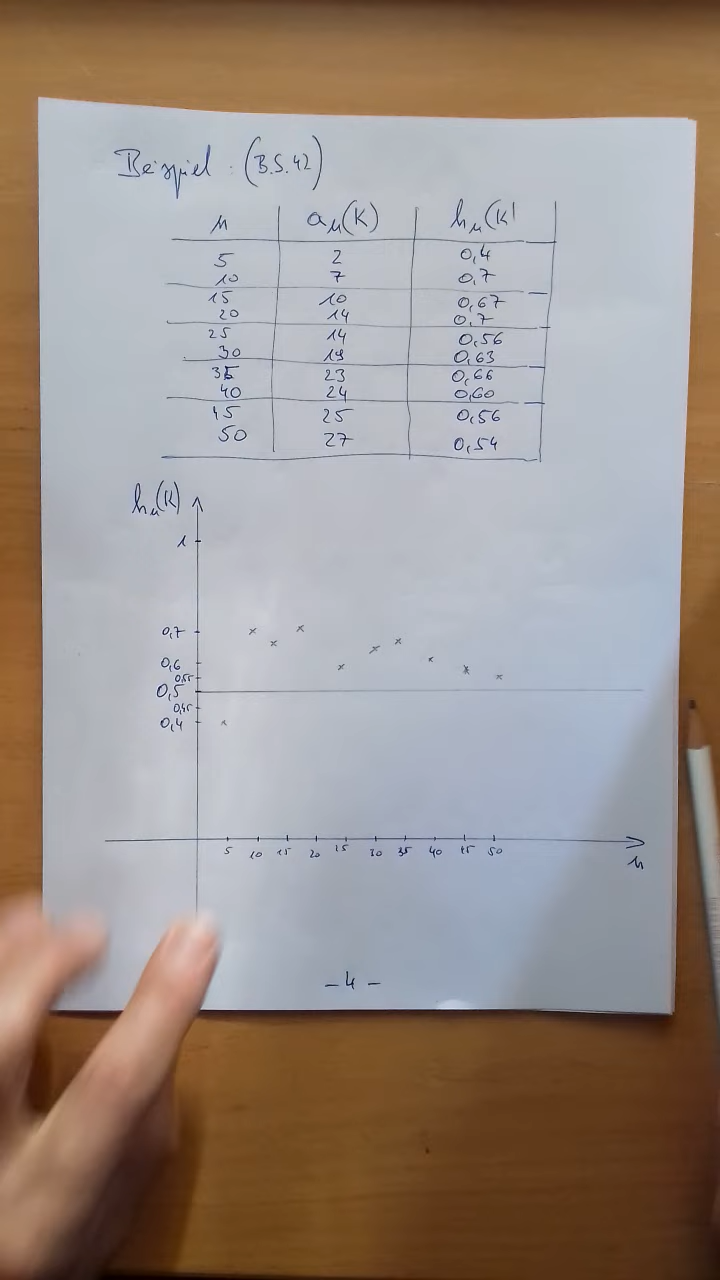 Beispiel : (B.S.42)
n aₙ(K) hₙ(K)
5 2 0,4
10 7 0,7
15 10 0,67
20 14 0,7
25 14 0,56
30 19 0,63
35 23 0,66
40 24 0,60
45 25 0,56
50 27 0,54
hₙ(K)
1
0,7
0,6
0,55
0,5
0,45
0,4
5 10 15 20 25 30 35 40 45 50
n
- 4 -